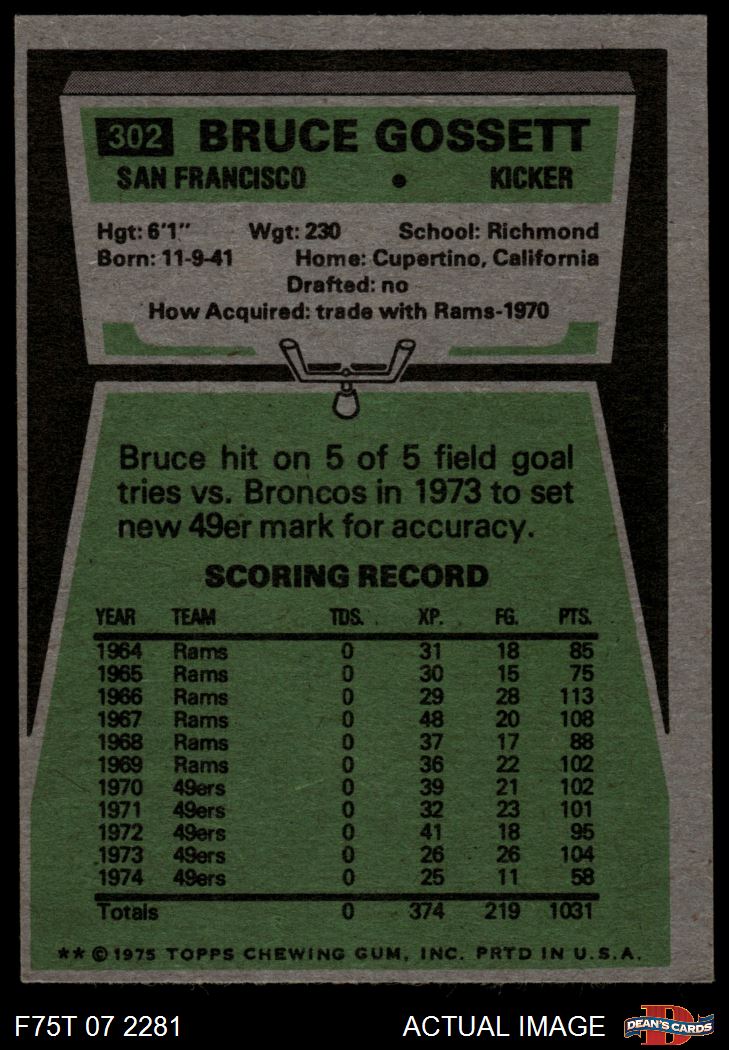 302 BRUCE GOSSETT
SAN FRANCISCO • KICKER
Hgt: 6'1" Wgt: 230 School: Richmond
Born: 11-9-41 Home: Cupertino, California
Drafted: no
How Acquired: trade with Rams-1970
Bruce hit on 5 of 5 field goal
tries vs. Broncos in 1973 to set
new 49er mark for accuracy.
SCORING RECORD
YEAR TEAM TDS. XP. FG. PTS.
1964 Rams 0 31 18 85
1965 Rams 0 30 15 75
1966 Rams 0 29 28 113
1967 Rams 0 48 20 108
1968 Rams 0 37 17 88
1969 Rams 0 36 22 102
1970 49ers 0 39 21 102
1971 49ers 0 32 23 101
1972 49ers 0 41 18 95
1973 49ers 0 26 26 104
1974 49ers 0 25 11 58
Totals 0 374 219 1031
** © 1975 TOPPS CHEWING GUM, INC. PRTD IN U.S.A.
F75T 07 2281 ACTUAL IMAGE DEAN'S CARDS